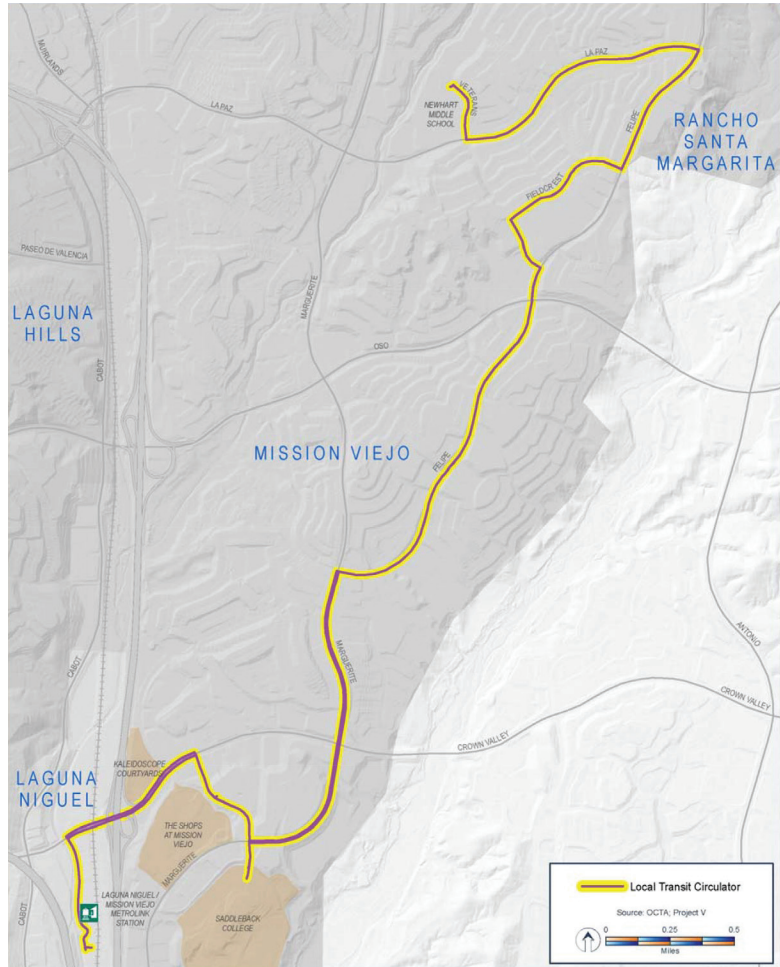 MUIRLANDS
LA PAZ
VETERANS
NEWHART
MIDDLE
SCHOOL
LA PAZ
FELIPE
RANCHO
SANTA
MARGARITA
FIELDCREST
PASEO DE VALENCIA
MARGUERITE
LAGUNA
HILLS
CABOT
OSO
MISSION VIEJO
FELIPE
MARGUERITE
ANTONIO
CABOT
CROWN VALLEY
CROWN VALLEY
KALEIDOSCOPE
COURTYARDS
LAGUNA
NIGUEL
THE SHOPS
AT MISSION
VIEJO
MARGUERITE
LAGUNA NIGUEL/
MISSION VIEJO
METROLINK
STATION
CABOT
SADDLEBACK
COLLEGE
Local Transit Circulator
Source: OCTA; Project V
0 0.25 0.5
Miles